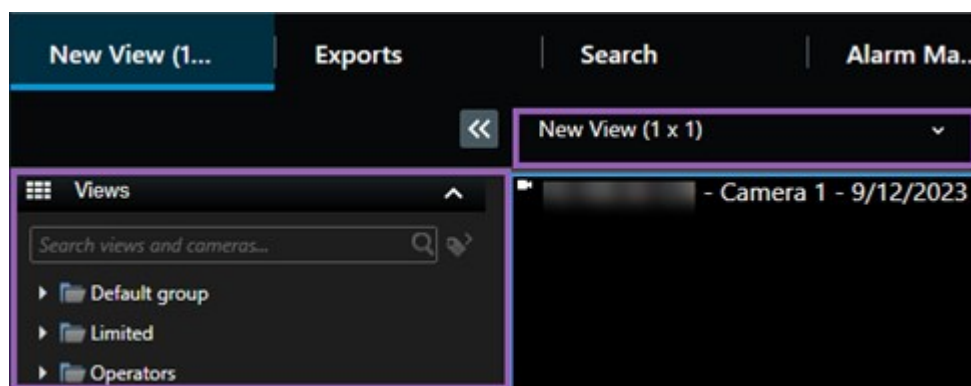 New View (1...
Exports
Search
Alarm Ma..
New View (1 x 1)
Views
- Camera 1 - 9/12/2023
Search views and cameras...
Default group
Limited
Operators